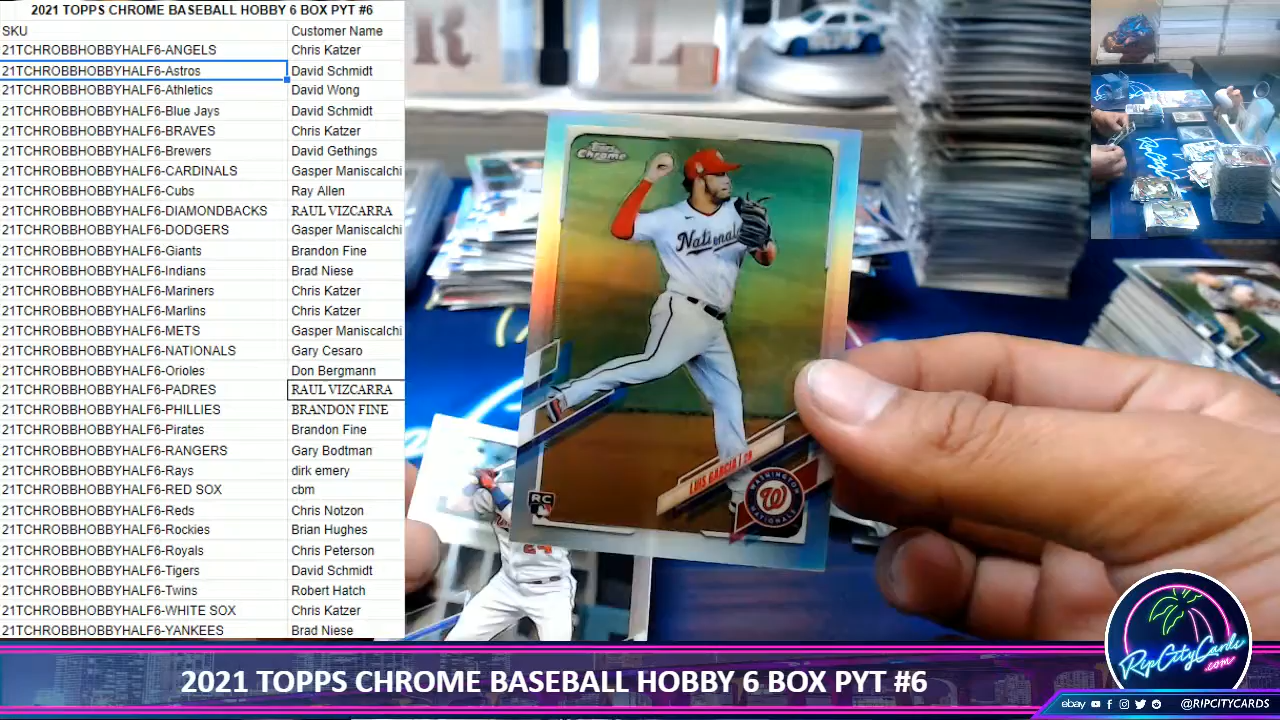 2021 TOPPS CHROME BASEBALL HOBBY 6 BOX PYT #6
SKU Customer Name
21TCHROBBHOBBYHALF6-ANGELS Chris Katzer
21TCHROBBHOBBYHALF6-Astros David Schmidt
21TCHROBBHOBBYHALF6-Athletics David Wong
21TCHROBBHOBBYHALF6-Blue Jays David Schmidt
21TCHROBBHOBBYHALF6-BRAVES Chris Katzer
21TCHROBBHOBBYHALF6-Brewers David Gethings
21TCHROBBHOBBYHALF6-CARDINALS Gasper Maniscalchi
21TCHROBBHOBBYHALF6-Cubs Ray Allen
21TCHROBBHOBBYHALF6-DIAMONDBACKS RAUL VIZCARRA
21TCHROBBHOBBYHALF6-DODGERS Gasper Maniscalchi
21TCHROBBHOBBYHALF6-Giants Brandon Fine
21TCHROBBHOBBYHALF6-Indians Brad Niese
21TCHROBBHOBBYHALF6-Mariners Chris Katzer
21TCHROBBHOBBYHALF6-Marlins Chris Katzer
21TCHROBBHOBBYHALF6-METS Gasper Maniscalchi
21TCHROBBHOBBYHALF6-NATIONALS Gary Cesaro
21TCHROBBHOBBYHALF6-Orioles Don Bergmann
21TCHROBBHOBBYHALF6-PADRES RAUL VIZCARRA
21TCHROBBHOBBYHALF6-PHILLIES BRANDON FINE
21TCHROBBHOBBYHALF6-Pirates Brandon Fine
21TCHROBBHOBBYHALF6-RANGERS Gary Bodtman
21TCHROBBHOBBYHALF6-Rays dirk emery
21TCHROBBHOBBYHALF6-RED SOX cbm
21TCHROBBHOBBYHALF6-Reds Chris Notzon
21TCHROBBHOBBYHALF6-Rockies Brian Hughes
21TCHROBBHOBBYHALF6-Royals Chris Peterson
21TCHROBBHOBBYHALF6-Tigers David Schmidt
21TCHROBBHOBBYHALF6-Twins Robert Hatch
21TCHROBBHOBBYHALF6-WHITE SOX Chris Katzer
21TCHROBBHOBBYHALF6-YANKEES Brad Niese
Topps
Chrome
Nationals
LUIS GARCIA | 2B
RC
WASHINGTON
W
NATIONALS
24
RipCityCards
.com
2021 TOPPS CHROME BASEBALL HOBBY 6 BOX PYT #6
ebay @RIPCITYCARDS